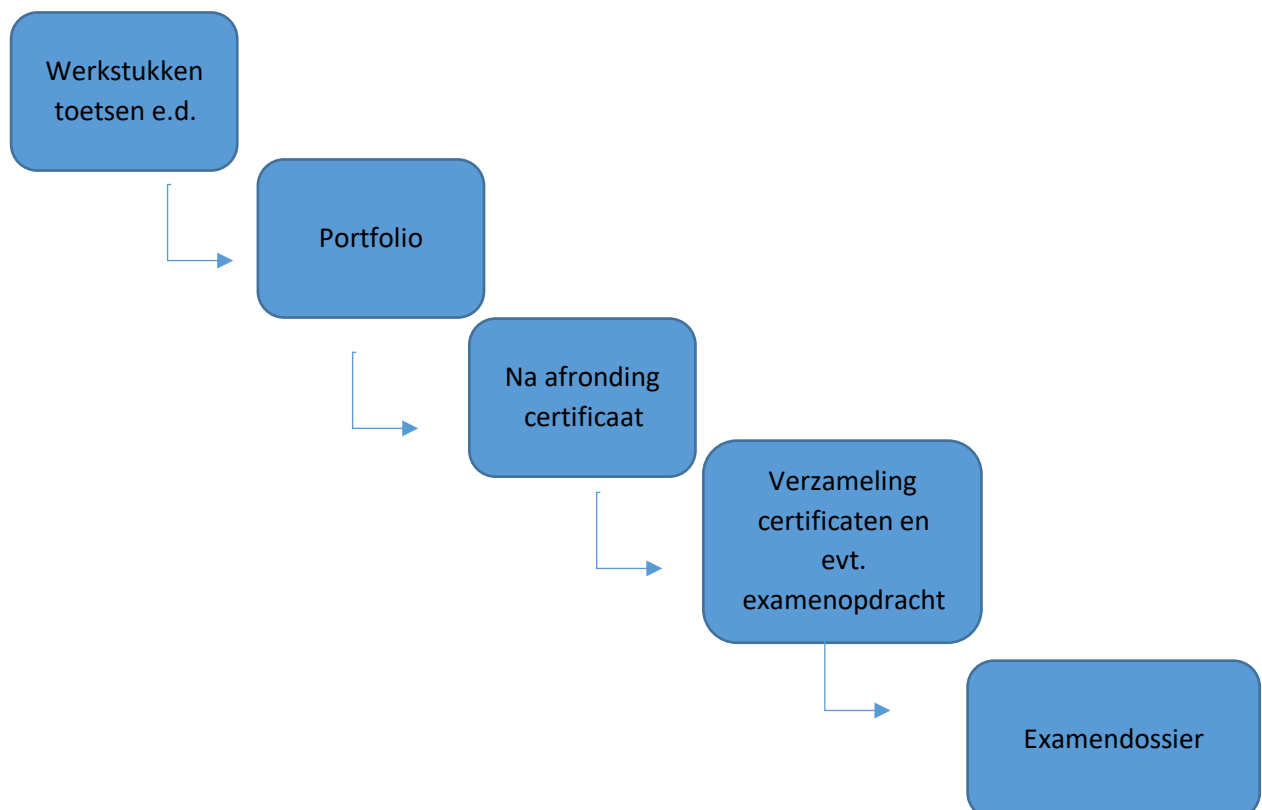 Werkstukken
toetsen e.d.
Portfolio
Na afronding
certificaat
Verzameling
certificaten en
evt.
examenopdracht
Examendossier